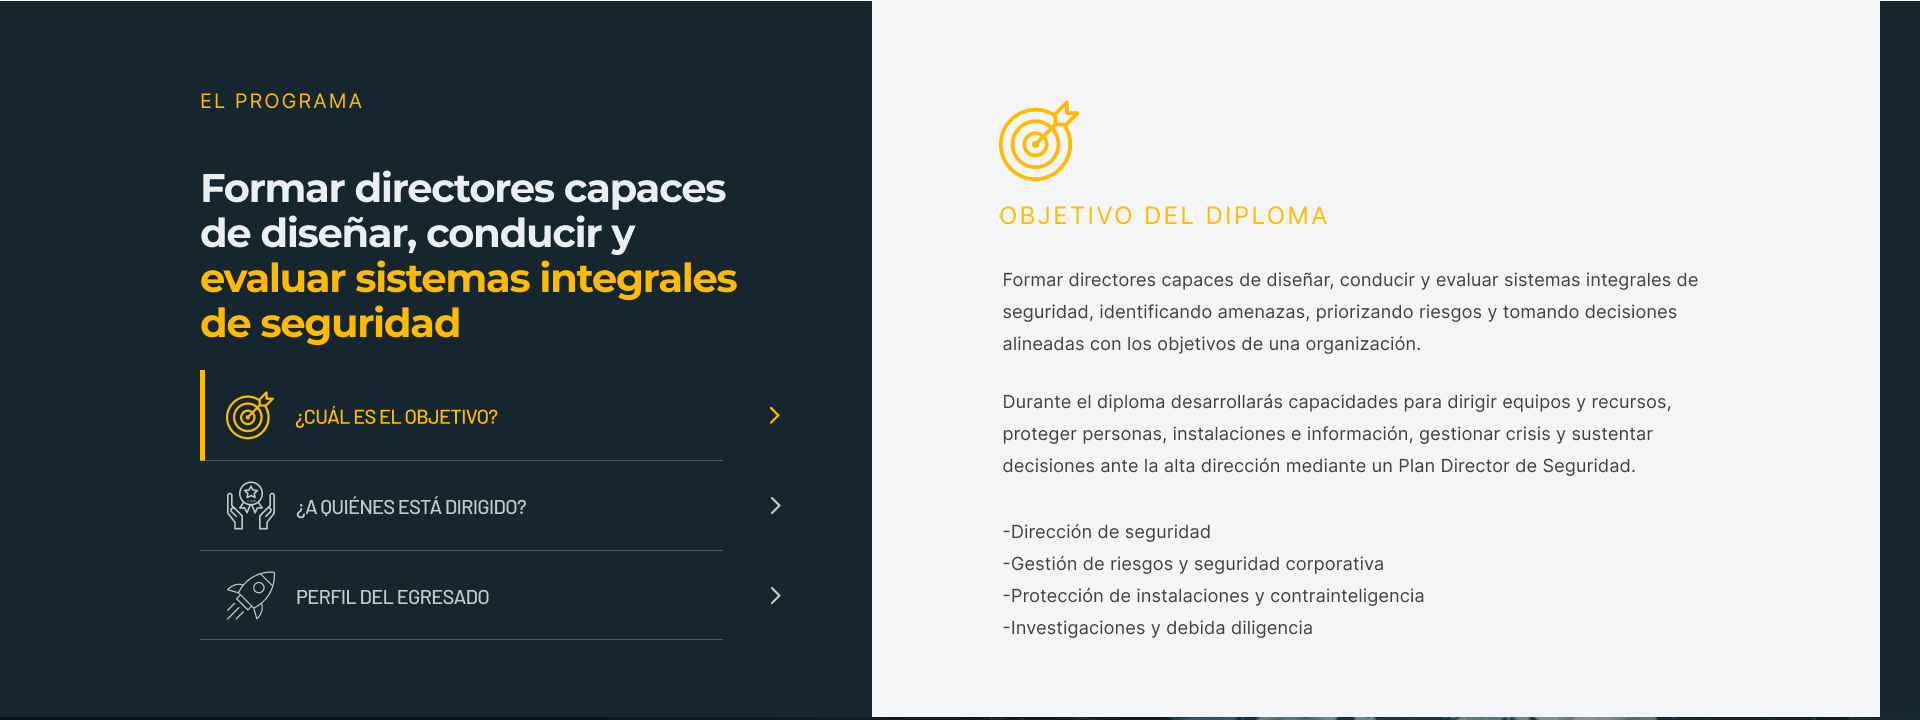 EL PROGRAMA
Formar directores capaces
de diseñar, conducir y
evaluar sistemas integrales
de seguridad
¿CUÁL ES EL OBJETIVO?
¿A QUIÉNES ESTÁ DIRIGIDO?
PERFIL DEL EGRESADO
OBJETIVO DEL DIPLOMA
Formar directores capaces de diseñar, conducir y evaluar sistemas integrales de
seguridad, identificando amenazas, priorizando riesgos y tomando decisiones
alineadas con los objetivos de una organización.
Durante el diploma desarrollarás capacidades para dirigir equipos y recursos,
proteger personas, instalaciones e información, gestionar crisis y sustentar
decisiones ante la alta dirección mediante un Plan Director de Seguridad.
-Dirección de seguridad
-Gestión de riesgos y seguridad corporativa
-Protección de instalaciones y contrainteligencia
-Investigaciones y debida diligencia